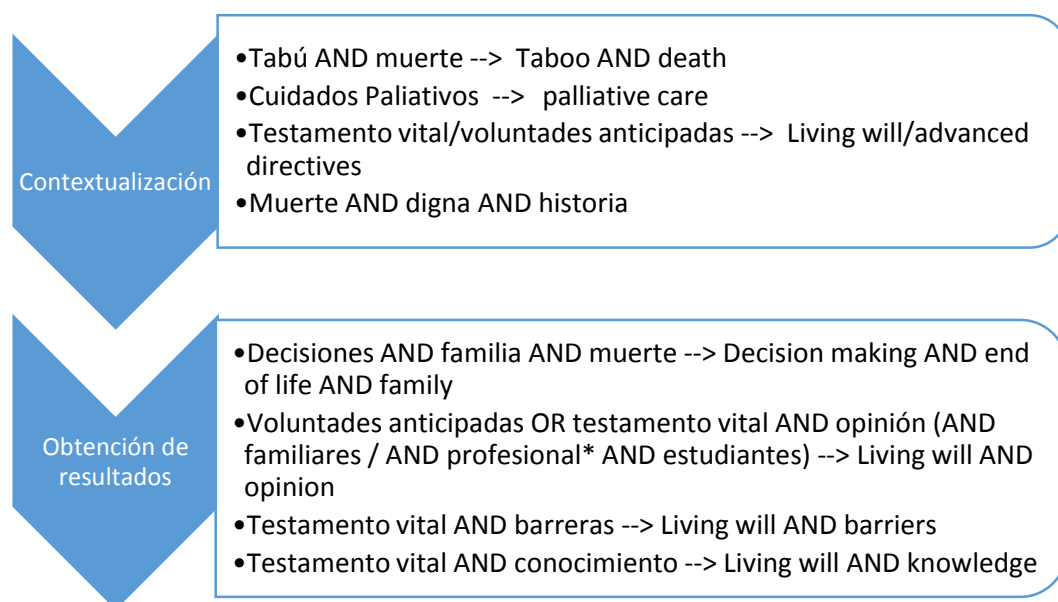 Contextualización
•Tabú AND muerte --> Taboo AND death
•Cuidados Paliativos --> palliative care
•Testamento vital/voluntades anticipadas --> Living will/advanced
directives
•Muerte AND digna AND historia
Obtención de
resultados
•Decisiones AND familia AND muerte --> Decision making AND end
of life AND family
•Voluntades anticipadas OR testamento vital AND opinión (AND
familiares / AND profesional* AND estudiantes) --> Living will AND
opinion
•Testamento vital AND barreras --> Living will AND barriers
•Testamento vital AND conocimiento --> Living will AND knowledge